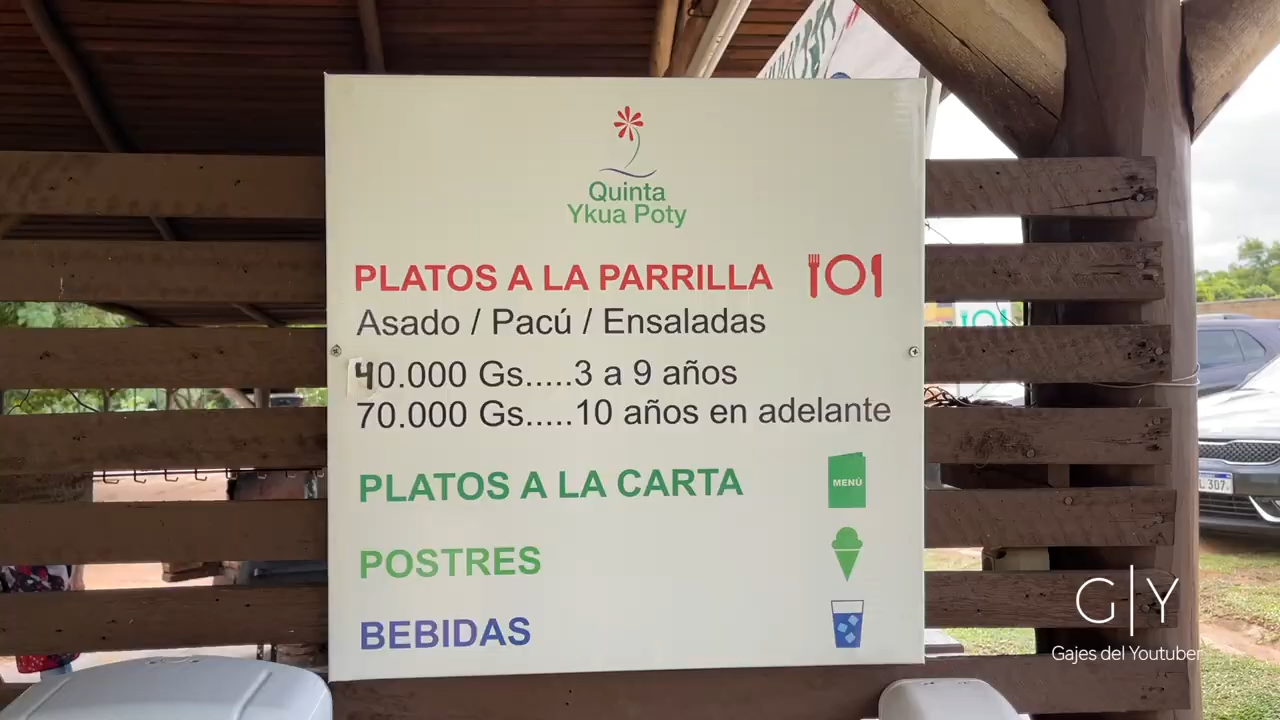 Quinta
Ykua Poty
PLATOS A LA PARRILLA
Asado / Pacú / Ensaladas
40.000 Gs.....3 a 9 años
70.000 Gs.....10 años en adelante
PLATOS A LA CARTA
MENÚ
POSTRES
BEBIDAS
307
G|Y
Gajes del Youtuber